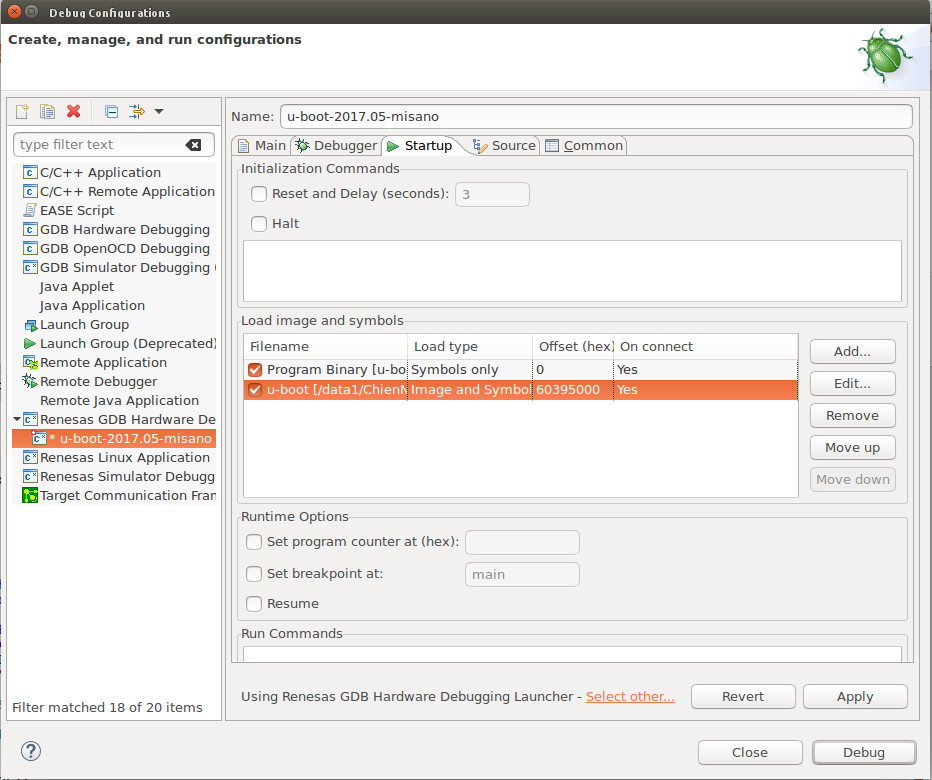 Debug Configurations
Create, manage, and run configurations
type filter text
C/C++ Application
C/C++ Remote Application
EASE Script
GDB Hardware Debugging
GDB OpenOCD Debugging
GDB Simulator Debugging (
Java Applet
Java Application
Launch Group
Launch Group (Deprecated)
Remote Application
Remote Debugger
Remote Java Application
Renesas GDB Hardware De
* u-boot-2017.05-misano
Renesas Linux Application
Renesas Simulator Debugg
Target Communication Fran
Filter matched 18 of 20 items
Name: u-boot-2017.05-misano
Main Debugger Startup Source Common
Initialization Commands
Reset and Delay (seconds): 3
Halt
Load image and symbols
Filename Load type Offset (hex) On connect
Program Binary [u-bo Symbols only 0 Yes
u-boot [/data1/ChienN Image and Symbol 60395000 Yes
Add...
Edit...
Remove
Move up
Move down
Runtime Options
Set program counter at (hex):
Set breakpoint at: main
Resume
Run Commands
Using Renesas GDB Hardware Debugging Launcher - Select other...
Revert Apply
? Close Debug